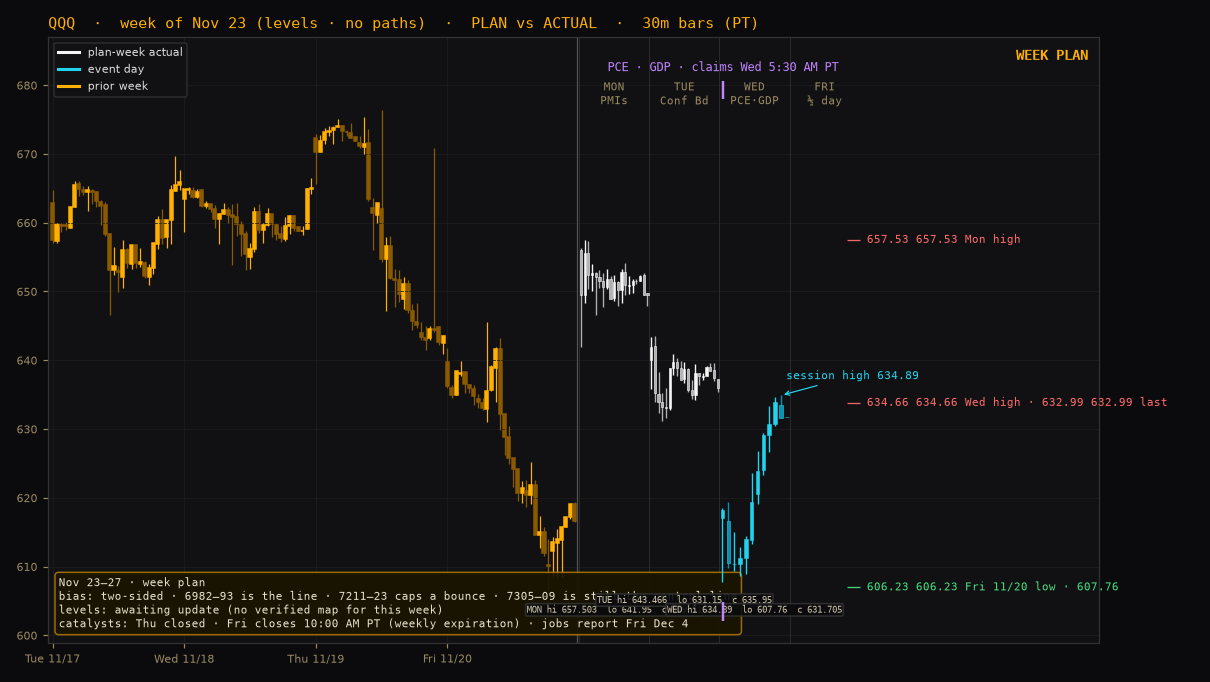 QQQ · week of Nov 23 (levels · no paths) · PLAN vs ACTUAL · 30m bars (PT)
plan-week actual
event day
prior week
WEEK PLAN
PCE · GDP · claims Wed 5:30 AM PT
MON TUE WED FRI
PMIs Conf Bd PCE·GDP ½ day
680
670
660
650
640
630
620
610
600
657.53 657.53 Mon high
session high 634.89
634.66 634.66 Wed high · 632.99 632.99 last
606.23 606.23 Fri 11/20 low · 607.76
Nov 23–27 · week plan
bias: two-sided · 6982–93 is the line · 7211–23 caps a bounce · 7305–09 is
levels: awaiting update (no verified map for this week)
catalysts: Thu closed · Fri closes 10:00 AM PT (weekly expiration) · jobs report Fri Dec 4
TUE hi 643.466 lo 631.15 c 635.95
MON hi 657.503 lo 641.95
WED hi 634.89 lo 607.76 c 631.705
Tue 11/17 Wed 11/18 Thu 11/19 Fri 11/20